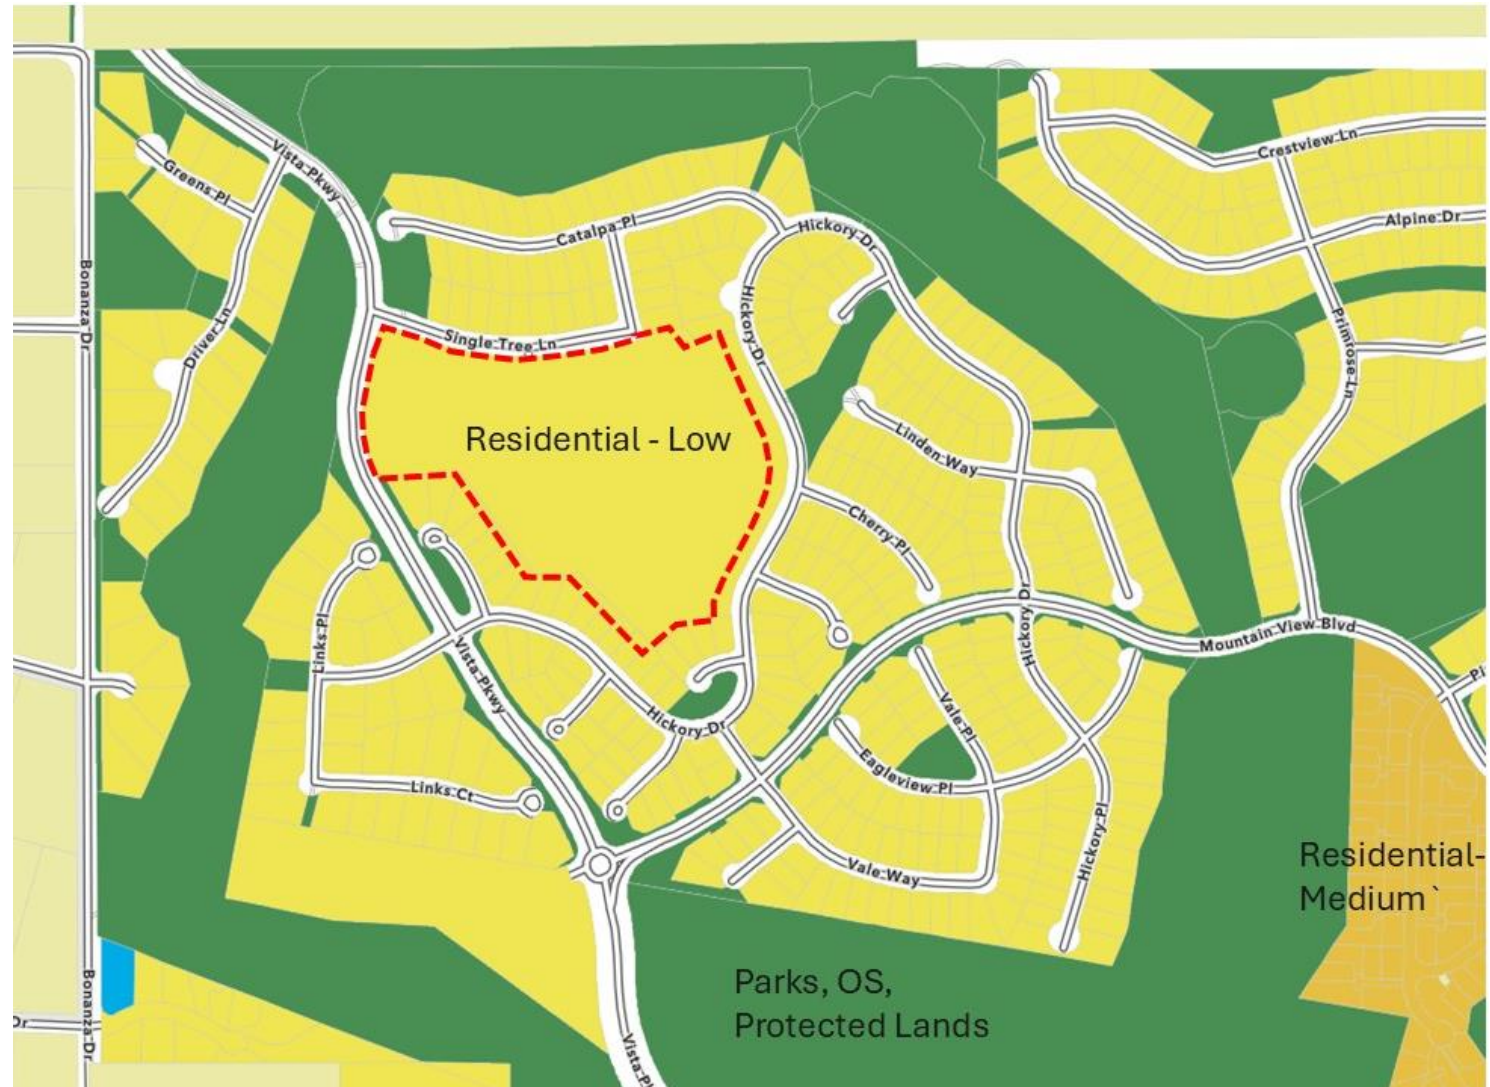 Vista Pkwy
Crestview Ln
Greens Pl
Alpine Dr
Catalpa Pl
Hickory Dr
Bonanza Dr
Hickory Dr
Driver Ln
Single Tree Ln
Primrose Ln
Residential - Low
Linden Way
Cherry Pl
Links Pl
Hickory Dr
Mountain View Blvd
Vista Pkwy
Vale Pl
Hickory Dr
Eagleview Pl
Links Ct
Hickory Pl
Vale Way
Residential-
Medium`
Parks, OS,
Protected Lands
Bonanza Dr
Dr